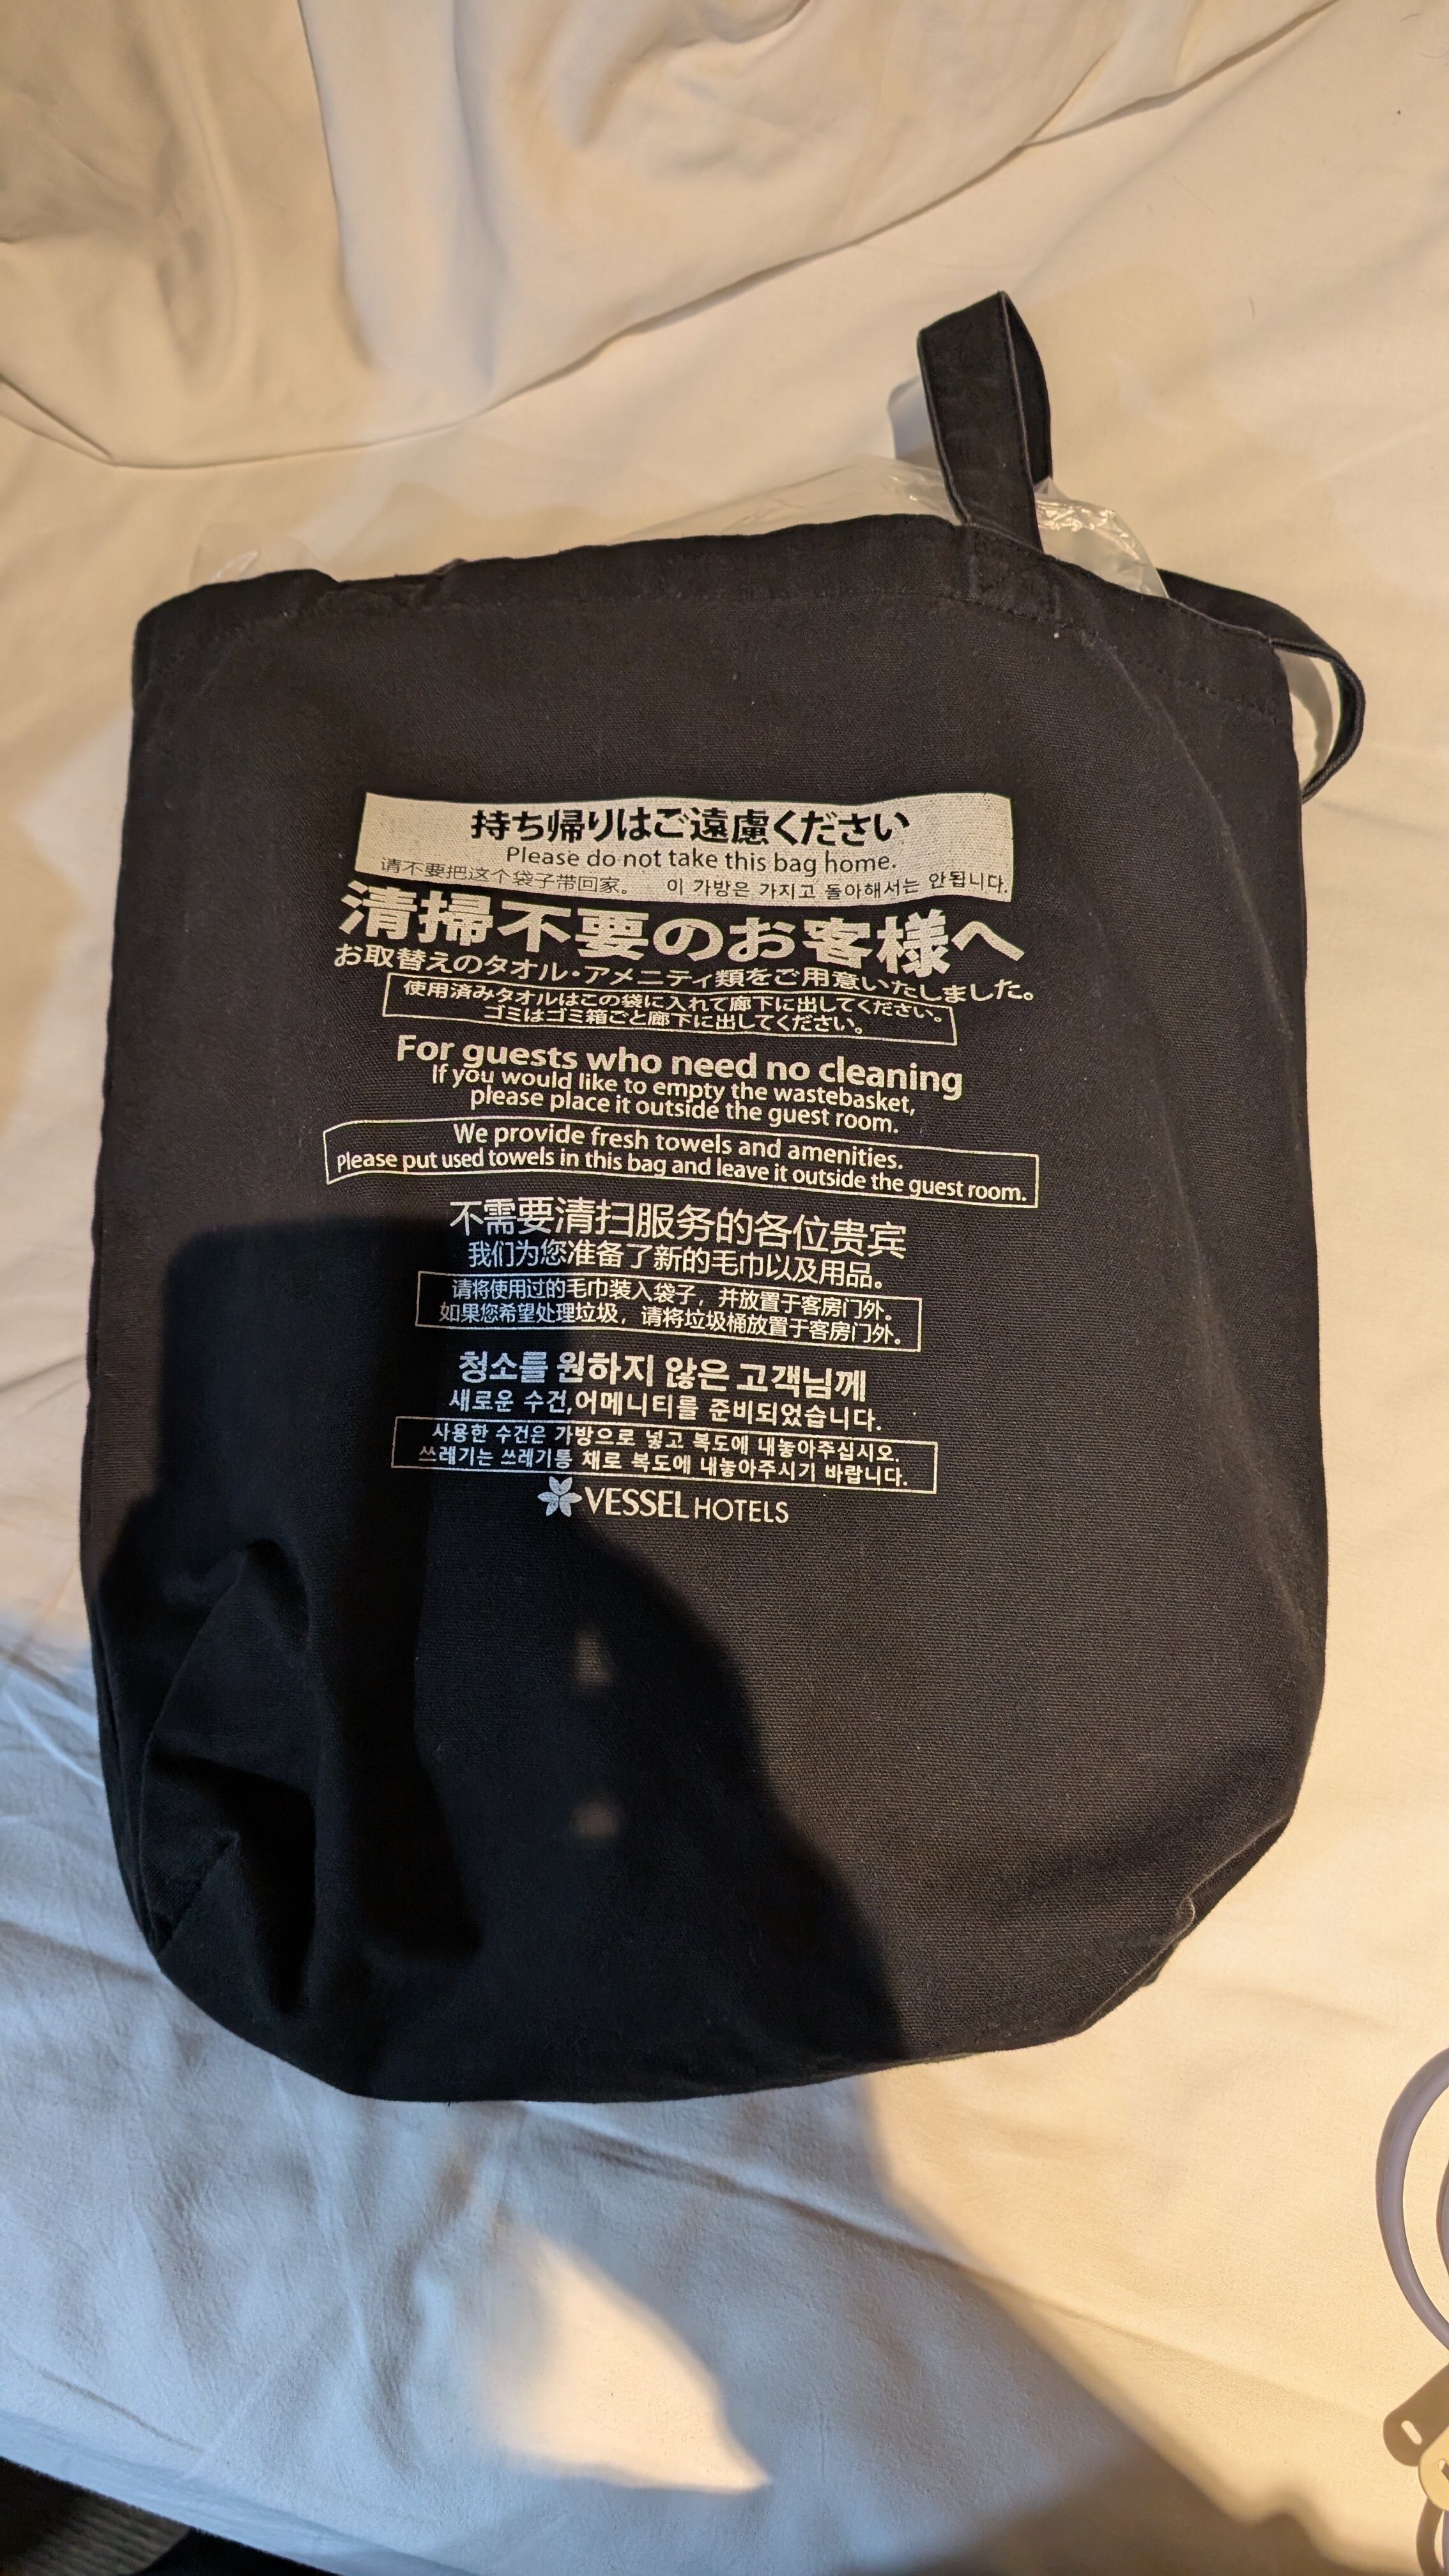 持ち帰りはご遠慮ください
Please do not take this bag home.
请不要把这个袋子带回家。 이 가방은 가지고 돌아해서는 안됩니다.
清掃不要のお客様へ
お取替えのタオル・アメニティ類をご用意いたしました。
使用済みタオルはこの袋に入れて廊下に出してください。
ゴミはゴミ箱ごと廊下に出してください。
For guests who need no cleaning
If you would like to empty the wastebasket,
please place it outside the guest room.
We provide fresh towels and amenities.
Please put used towels in this bag and leave it outside the guest room.
不需要清扫服务的各位贵宾
我们为您准备了新的毛巾以及用品。
请将使用过的毛巾装入袋子，并放置于客房门外。
如果您希望处理垃圾，请将垃圾桶放置于客房门外。
청소를 원하지 않은 고객님께
새로운 수건,어메니티를 준비되었습니다.
사용한 수건은 가방으로 넣고 복도에 내놓아주십시오.
쓰레기는 쓰레기통 채로 복도에 내놓아주시기 바랍니다.
VESSEL HOTELS